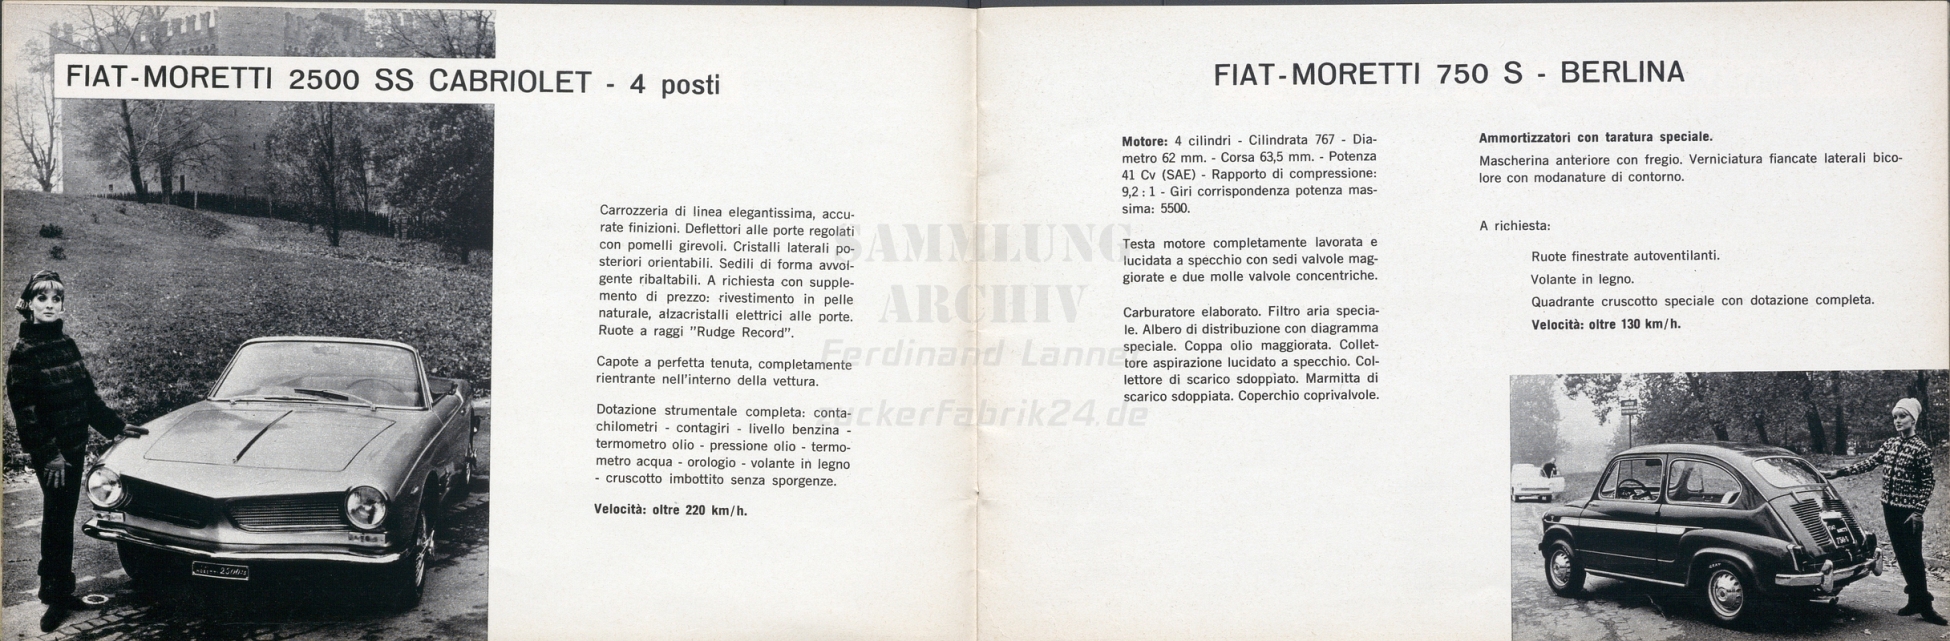 FIAT-MORETTI 2500 SS CABRIOLET - 4 posti
Carrozzeria di linea elegantissima, accu-
rate finizioni. Deflettori alle porte regolati
con pomelli girevoli. Cristalli laterali po-
steriori orientabili. Sedili di forma avvol-
gente ribaltabili. A richiesta con supple-
mento di prezzo: rivestimento in pelle
naturale, alzacristalli elettrici alle porte.
Ruote a raggi "Rudge Record".
Capote a perfetta tenuta, completamente
rientrante nell'interno della vettura.
Dotazione strumentale completa: conta-
chilometri - contagiri - livello benzina -
termometro olio - pressione olio - termo-
metro acqua - orologio - volante in legno
- cruscotto imbottito senza sporgenze.
Velocità: oltre 220 km/h.
FIAT-MORETTI 750 S - BERLINA
Motore: 4 cilindri - Cilindrata 767 - Dia-
metro 62 mm. - Corsa 63,5 mm. - Potenza
41 Cv (SAE) - Rapporto di compressione:
9,2 : 1 - Giri corrispondenza potenza mas-
sima: 5500.
Testa motore completamente lavorata e
lucidata a specchio con sedi valvole mag-
giorate e due molle valvole concentriche.
Carburatore elaborato. Filtro aria specia-
le. Albero di distribuzione con diagramma
speciale. Coppa olio maggiorata. Collet-
tore aspirazione lucidato a specchio. Col-
lettore di scarico sdoppiato. Marmitta di
scarico sdoppiata. Coperchio coprivalvole.
Ammortizzatori con taratura speciale.
Mascherina anteriore con fregio. Verniciatura fiancate laterali bico-
lore con modanature di contorno.
A richiesta:
Ruote finestrate autoventilanti.
Volante in legno.
Quadrante cruscotto speciale con dotazione completa.
Velocità: oltre 130 km/h.
SAMMLUNG
ARCHIV
Ferdinand Lanner
zuckerfabrik24.de